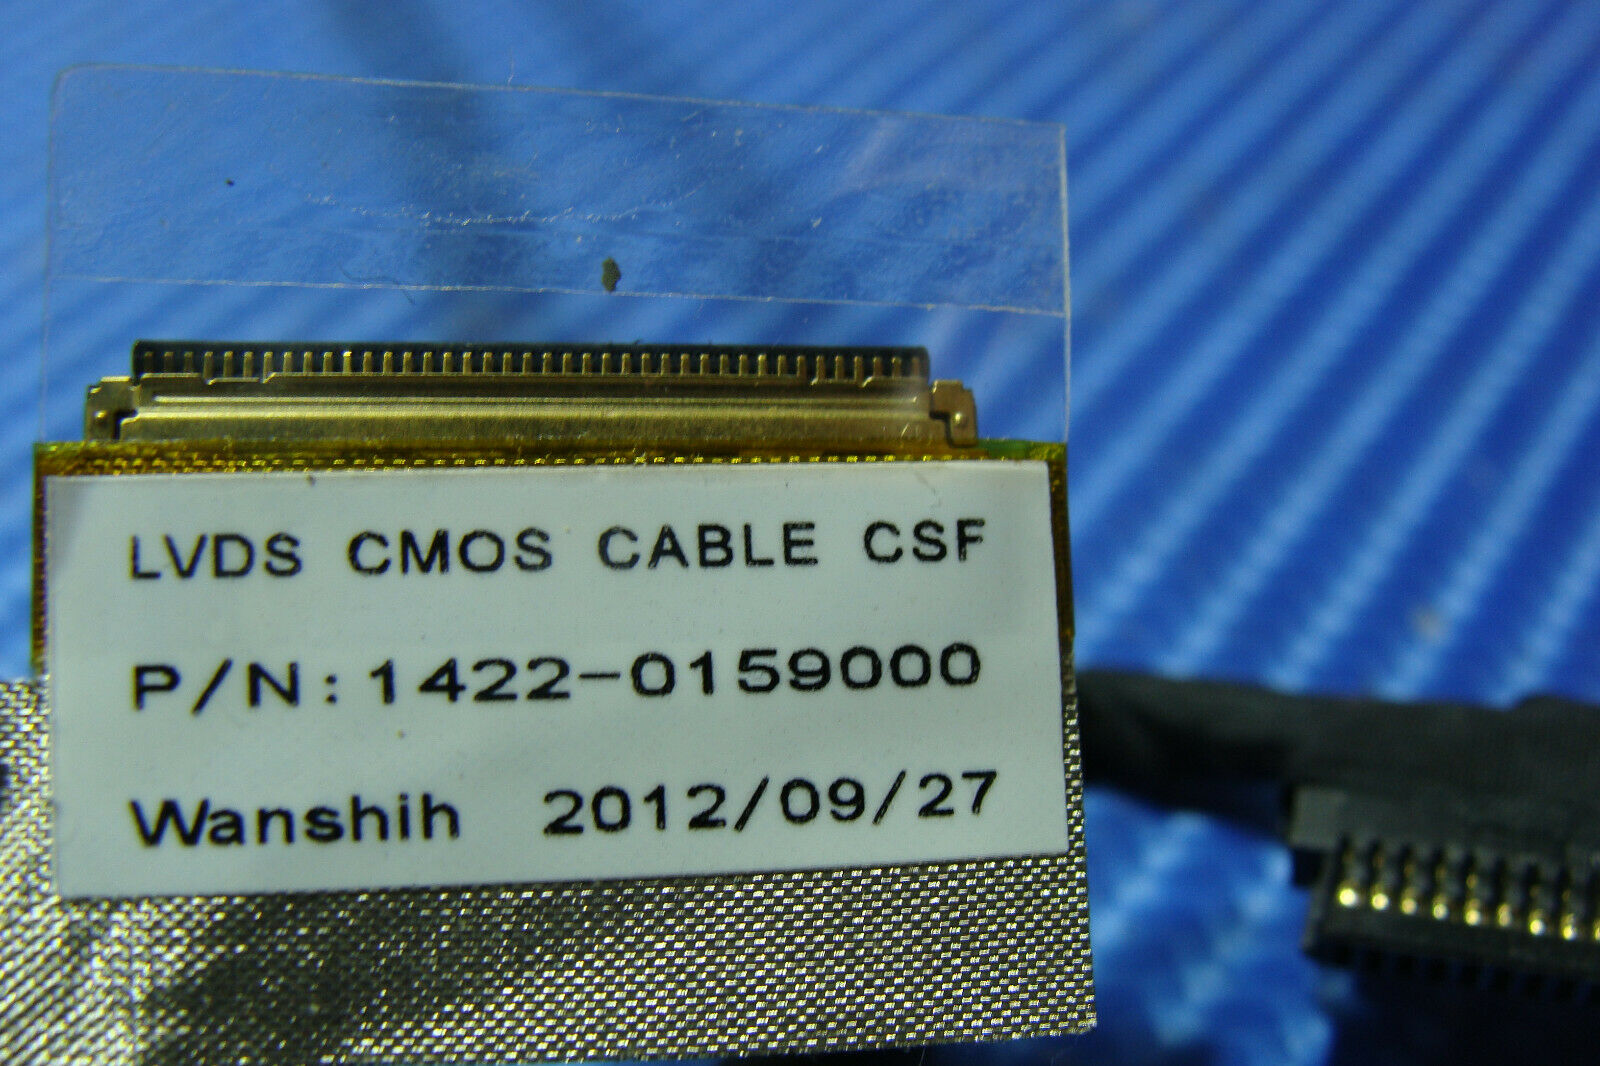 LVDS CMOS CABLE CSF
P/N:1422-0159000
Wanshih 2012/09/27